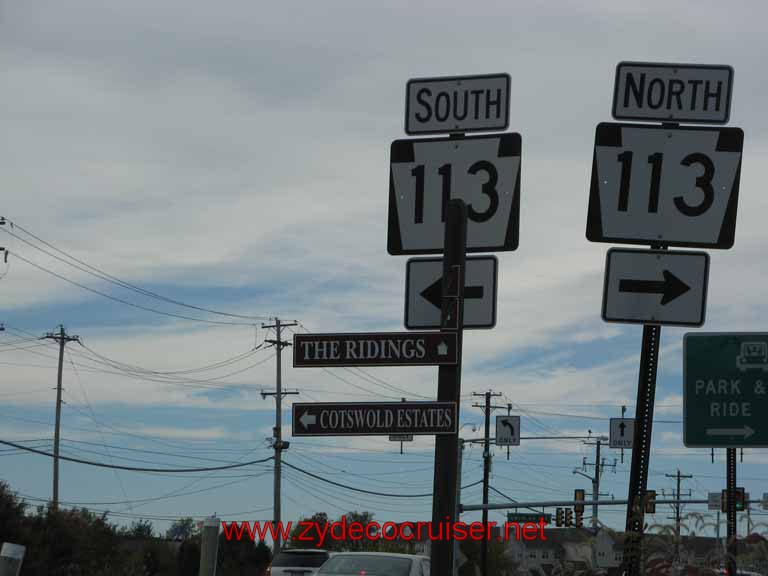 SOUTH
113
NORTH
113
THE RIDINGS
COTSWOLD ESTATES
PARK &
RIDE
ONLY
ONLY
www.zydecocruiser.net